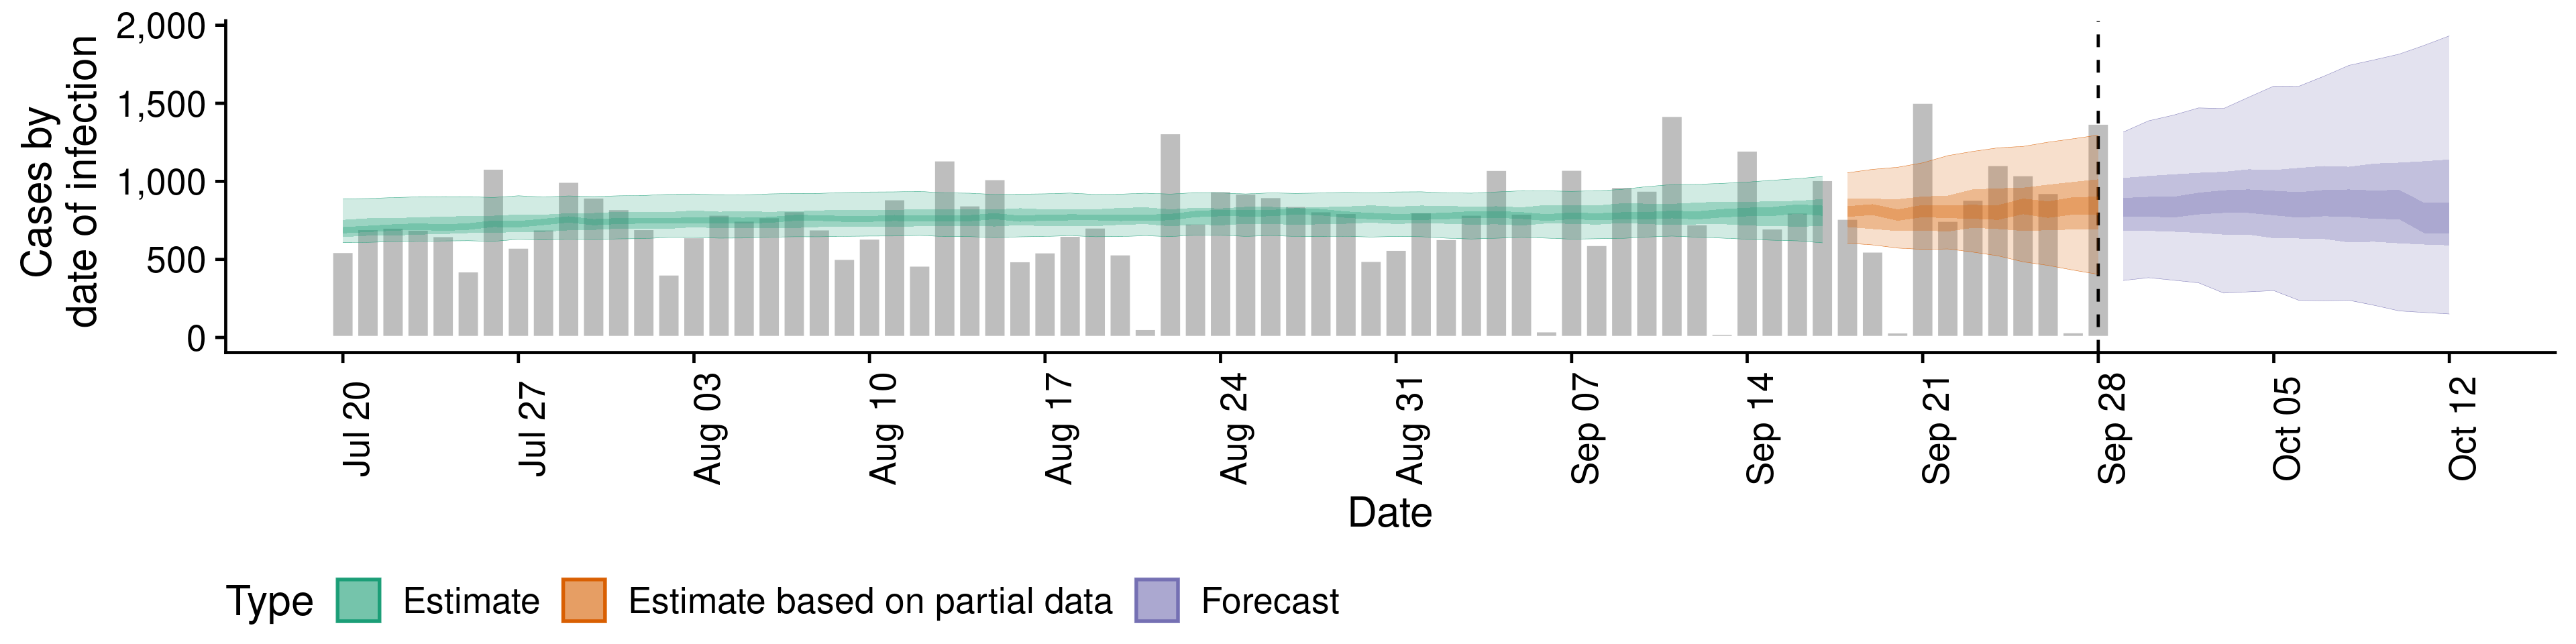 Cases by
date of infection
2,000
1,500
1,000
500
0
Jul 20
Jul 27
Aug 03
Aug 10
Aug 17
Aug 24
Aug 31
Sep 07
Sep 14
Sep 21
Sep 28
Oct 05
Oct 12
Date
Type Estimate Estimate based on partial data Forecast